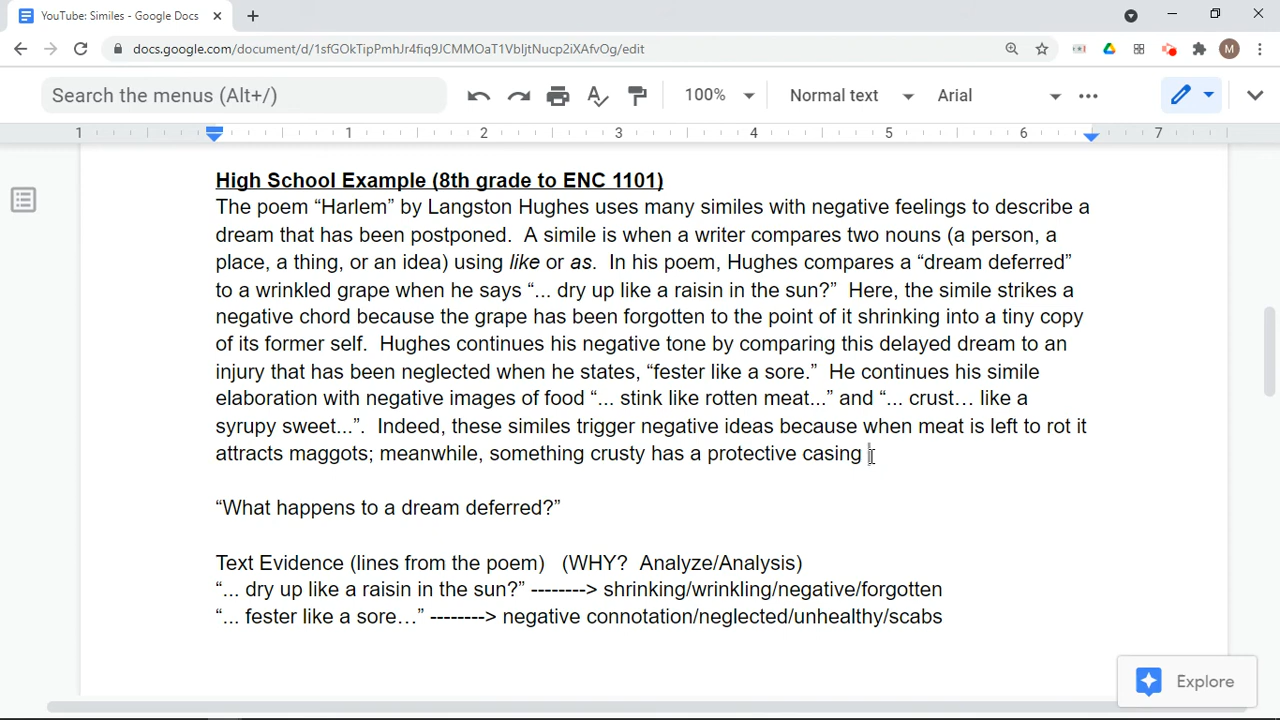 YouTube: Similes - Google Docs
docs.google.com/document/d/1sfGOkTipPmhJr4fiq9JCMMOaT1VbljtNucp2iXAfvOg/edit
M
Search the menus (Alt+/)
100%
Normal text
Arial
1 1 2 3 4 5 6 7
High School Example (8th grade to ENC 1101)
The poem “Harlem” by Langston Hughes uses many similes with negative feelings to describe a
dream that has been postponed.  A simile is when a writer compares two nouns (a person, a
place, a thing, or an idea) using like or as.  In his poem, Hughes compares a “dream deferred”
to a wrinkled grape when he says “... dry up like a raisin in the sun?”  Here, the simile strikes a
negative chord because the grape has been forgotten to the point of it shrinking into a tiny copy
of its former self.  Hughes continues his negative tone by comparing this delayed dream to an
injury that has been neglected when he states, “fester like a sore.”  He continues his simile
elaboration with negative images of food “... stink like rotten meat...” and “... crust… like a
syrupy sweet...”.  Indeed, these similes trigger negative ideas because when meat is left to rot it
attracts maggots; meanwhile, something crusty has a protective casing
“What happens to a dream deferred?”
Text Evidence (lines from the poem)   (WHY?  Analyze/Analysis)
“... dry up like a raisin in the sun?” --------> shrinking/wrinkling/negative/forgotten
“... fester like a sore…” --------> negative connotation/neglected/unhealthy/scabs
Explore